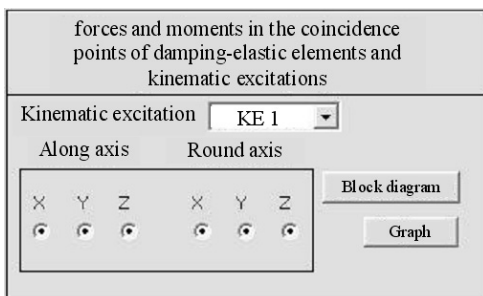 forces and moments in the coincidence
points of damping-elastic elements and
kinematic excitations
Kinematic excitation KE 1
Along axis Round axis
X Y Z X Y Z
Block diagram
Graph